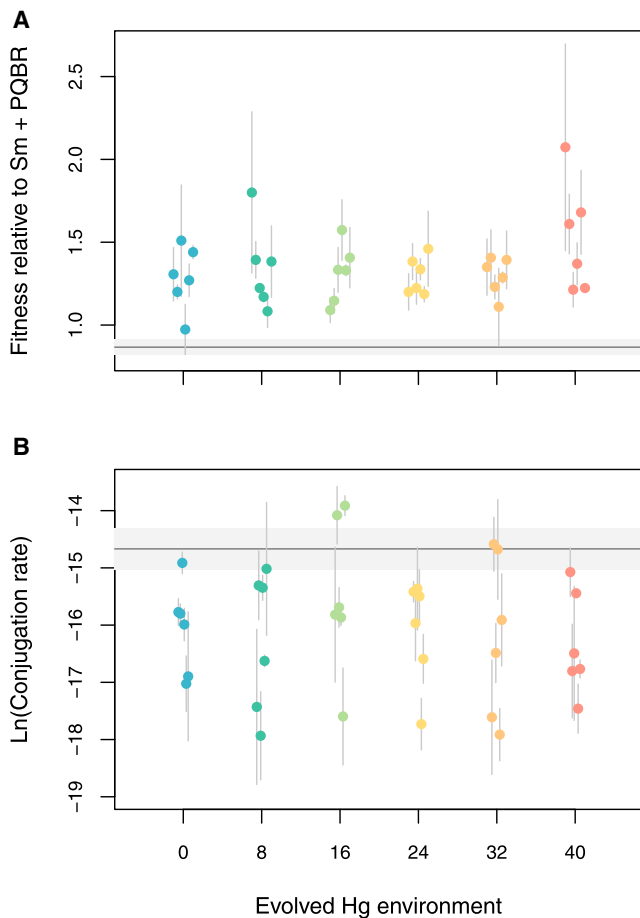 A
Fitness relative to Sm + PQBR
2.5
2.0
1.5
1.0
B
Ln(Conjugation rate)
−14
−15
−16
−17
−18
−19
0 8 16 24 32 40
Evolved Hg environment